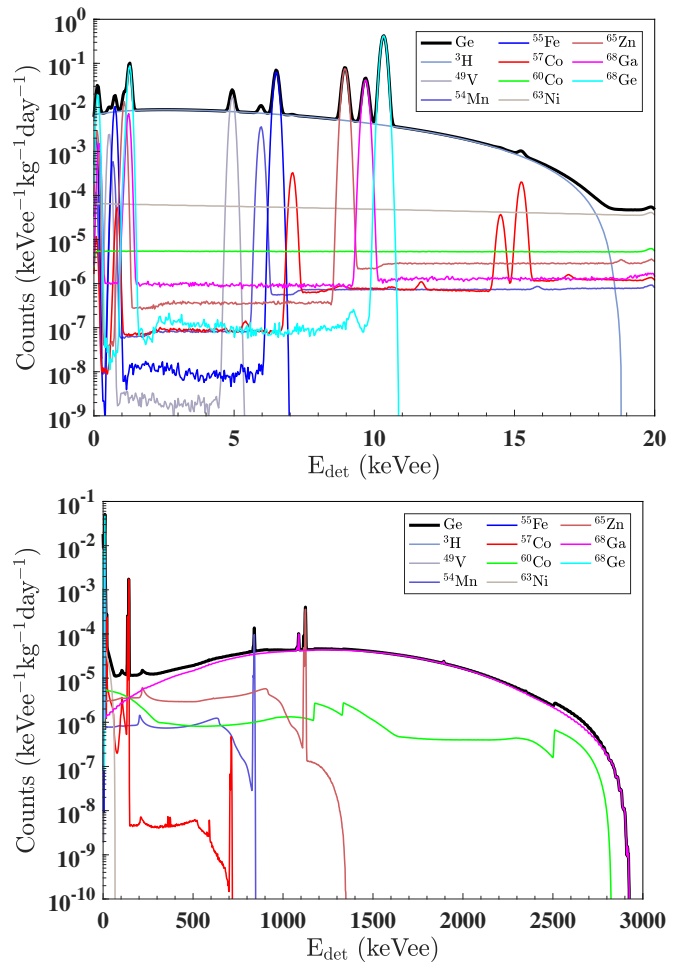 10⁰
10⁻¹
10⁻²
10⁻³
10⁻⁴
10⁻⁵
10⁻⁶
10⁻⁷
10⁻⁸
10⁻⁹
Counts (keVee⁻¹kg⁻¹day⁻¹)
Ge ⁵⁵Fe ⁶⁵Zn
³H ⁵⁷Co ⁶⁸Ga
⁴⁹V ⁶⁰Co ⁶⁸Ge
⁵⁴Mn ⁶³Ni
0 5 10 15 20
E_det (keVee)
10⁻¹
10⁻²
10⁻³
10⁻⁴
10⁻⁵
10⁻⁶
10⁻⁷
10⁻⁸
10⁻⁹
10⁻¹⁰
Counts (keVee⁻¹kg⁻¹day⁻¹)
Ge ⁵⁵Fe ⁶⁵Zn
³H ⁵⁷Co ⁶⁸Ga
⁴⁹V ⁶⁰Co ⁶⁸Ge
⁵⁴Mn ⁶³Ni
0 500 1000 1500 2000 2500 3000
E_det (keVee)